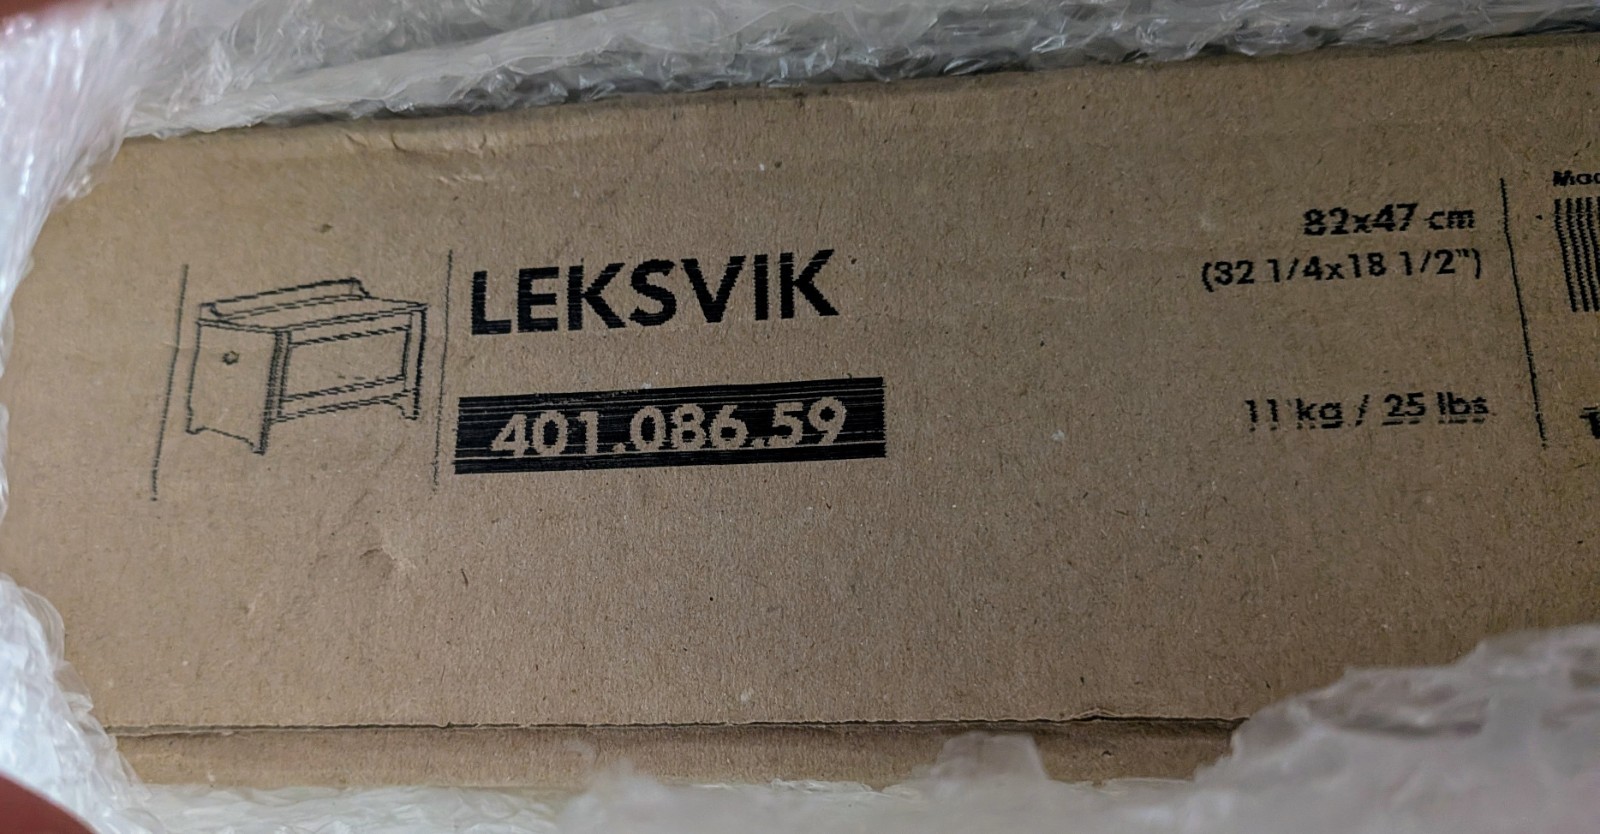 LEKSVIK
401.086.59
82x47 cm
(32 1/4x18 1/2")
11 kg / 25 lbs